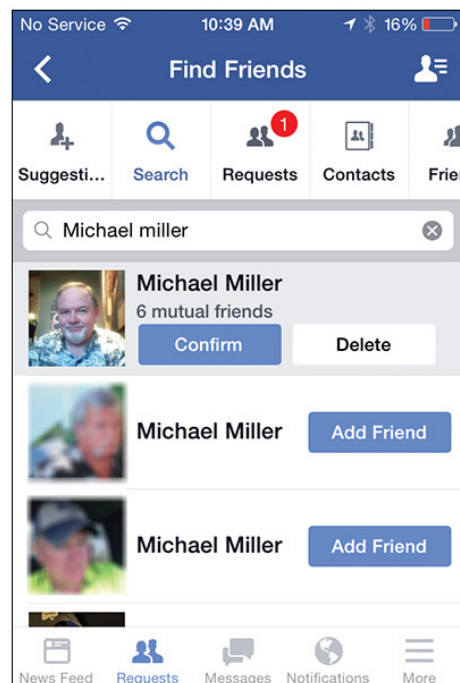 No Service 10:39 AM 16%
Find Friends
1
Suggesti... Search Requests Contacts Frie
Michael miller
Michael Miller
6 mutual friends
Confirm Delete
Michael Miller Add Friend
Michael Miller Add Friend
News Feed Requests Messages Notifications More